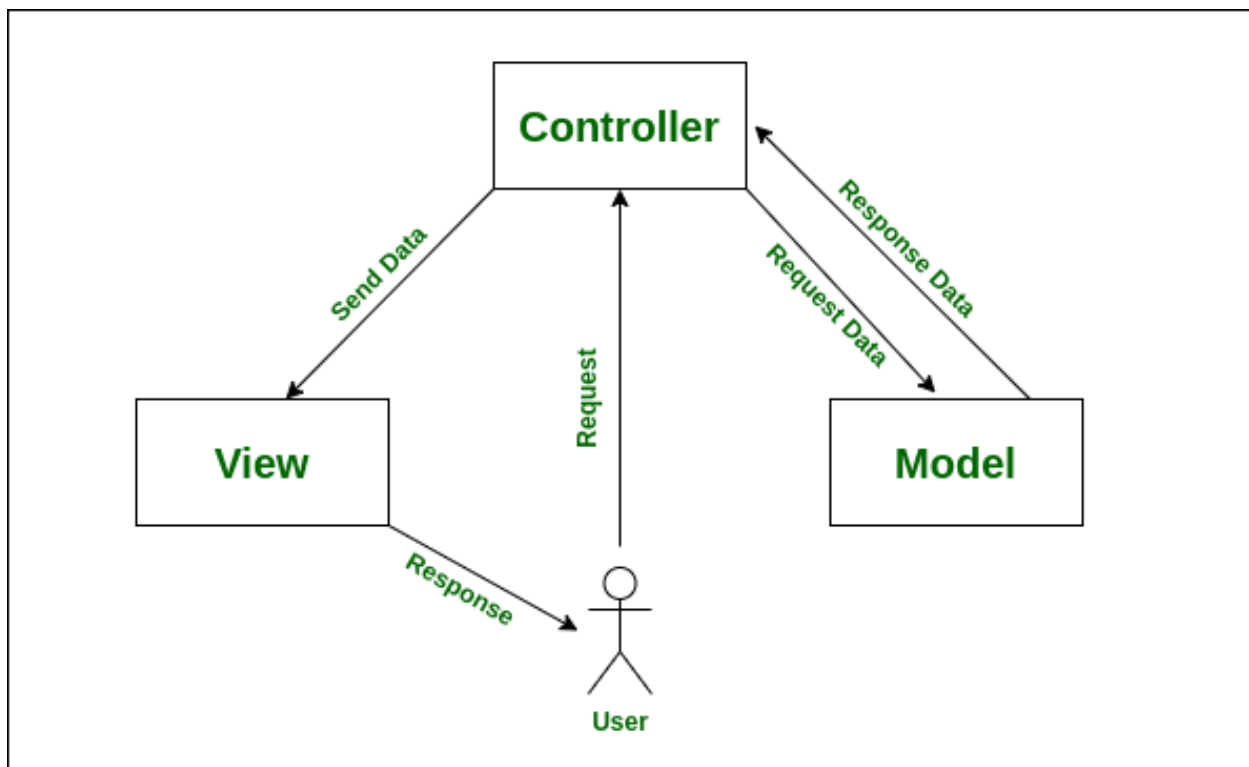 Controller
Send Data
Response Data
Request Data
Request
View
Model
Response
User